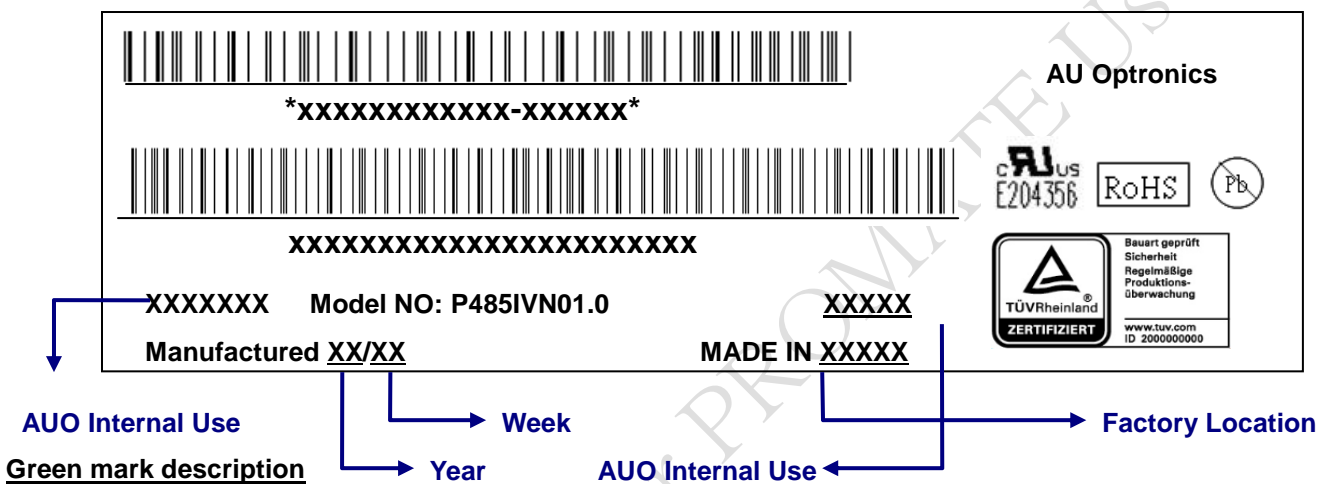 AU Optronics
*xxxxxxxxxxxx-xxxxxx*
c RU us
E204356
RoHS
Pb
xxxxxxxxxxxxxxxxxxxxxxx
Bauart geprüft
Sicherheit
Regelmäßige
Produktions-
überwachung
TÜVRheinland®
ZERTIFIZIERT
www.tuv.com
ID 2000000000
XXXXXXX Model NO: P485IVN01.0 XXXXX
Manufactured XX/XX MADE IN XXXXX
AUO Internal Use
Week
Factory Location
Green mark description
Year
AUO Internal Use
PROMATE US